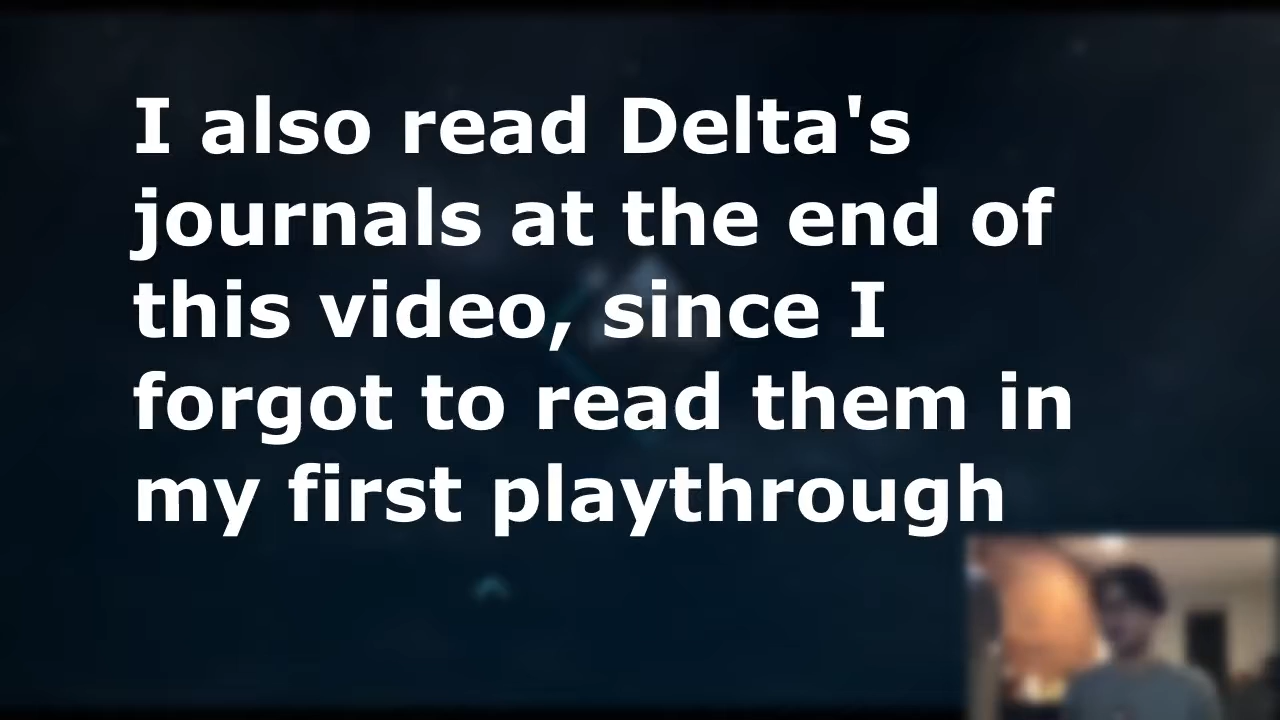 I also read Delta's
journals at the end of
this video, since I
forgot to read them in
my first playthrough